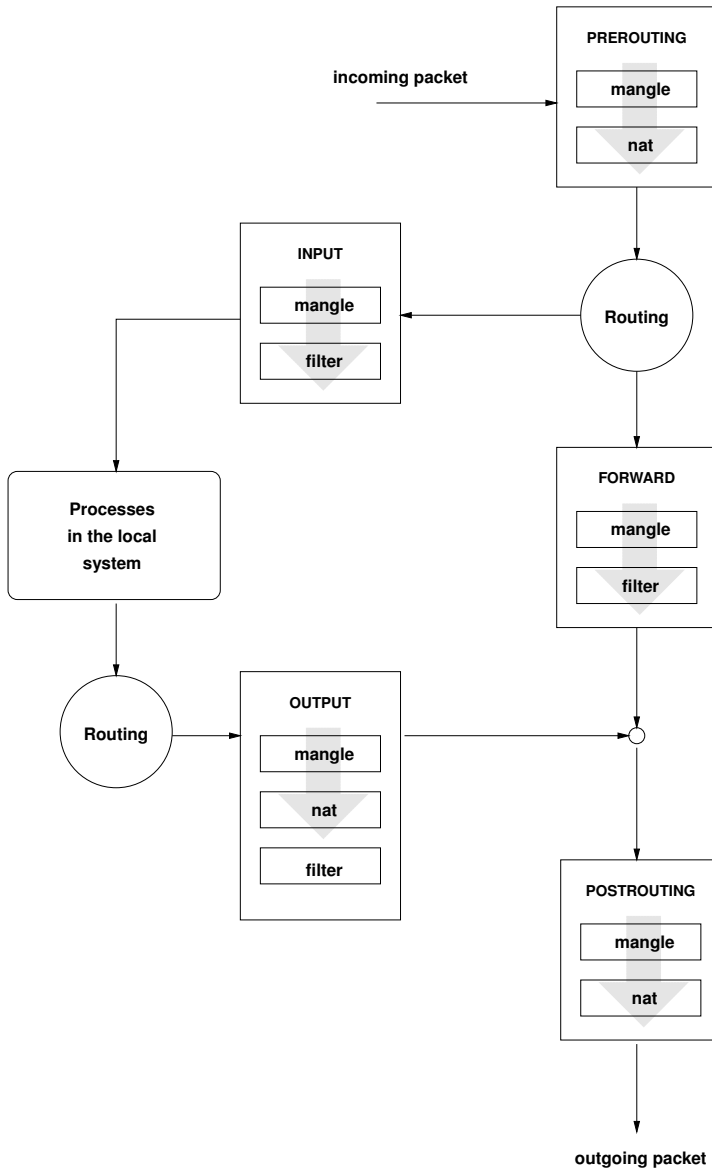 PREROUTING
incoming packet
mangle
nat
INPUT
mangle
filter
Routing
FORWARD
mangle
filter
Processes
in the local
system
Routing
OUTPUT
mangle
nat
filter
POSTROUTING
mangle
nat
outgoing packet